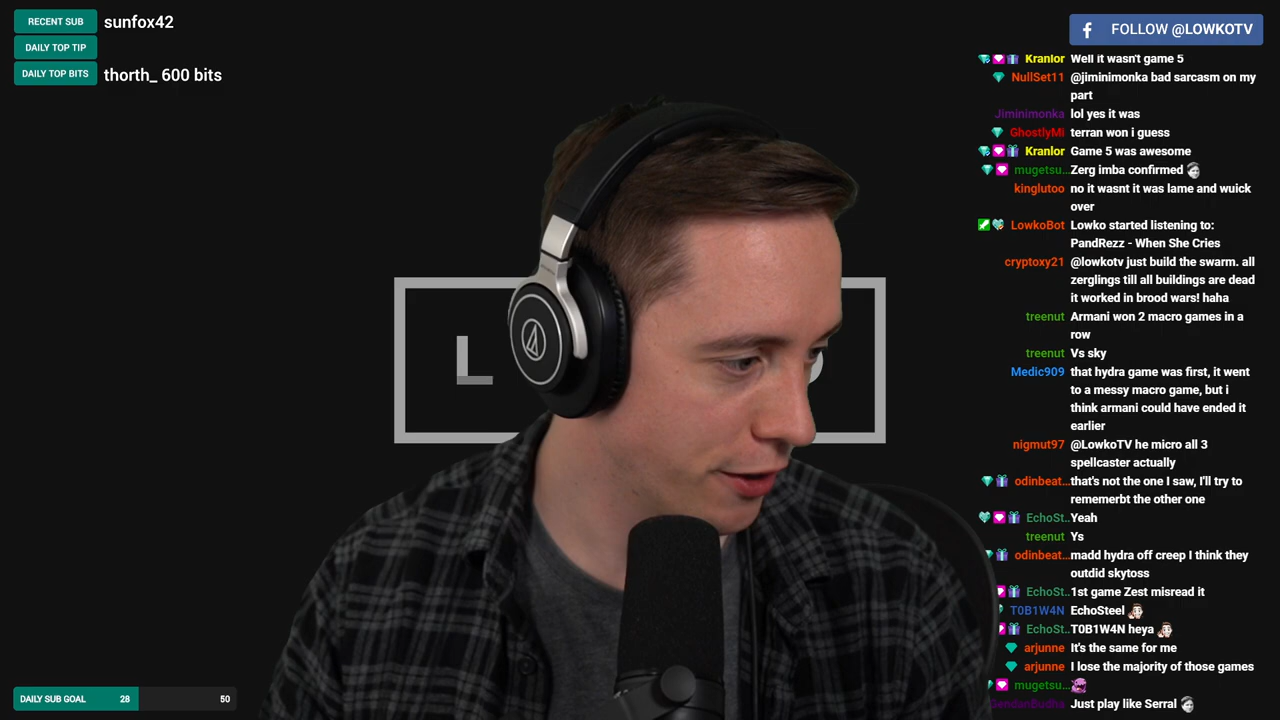 RECENT SUB sunfox42
DAILY TOP TIP
DAILY TOP BITS thorth_ 600 bits
FOLLOW @LOWKOTV
Kranlor Well it wasn't game 5
NullSet11 @jiminimonka bad sarcasm on my
part
Jiminimonka lol yes it was
GhostlyMi terran won i guess
Kranlor Game 5 was awesome
mugetsu... Zerg imba confirmed
kinglutoo no it wasnt it was lame and wuick
over
LowkoBot Lowko started listening to:
PandRezz - When She Cries
cryptoxy21 @lowkotv just build the swarm. all
zerglings till all buildings are dead
it worked in brood wars! haha
treenut Armani won 2 macro games in a
row
treenut Vs sky
Medic909 that hydra game was first, it went
to a messy macro game, but i
think armani could have ended it
earlier
nigmut97 @LowkoTV he micro all 3
spellcaster actually
odinbeat... that's not the one I saw, I'll try to
rememerbt the other one
EchoSt.. Yeah
treenut Ys
odinbeat... madd hydra off creep I think they
outdid skytoss
EchoSt.. 1st game Zest misread it
T0B1W4N EchoSteel
EchoSt.. T0B1W4N heya
arjunne It's the same for me
arjunne I lose the majority of those games
mugetsu...
Just play like Serral
L
DAILY SUB GOAL 28 50